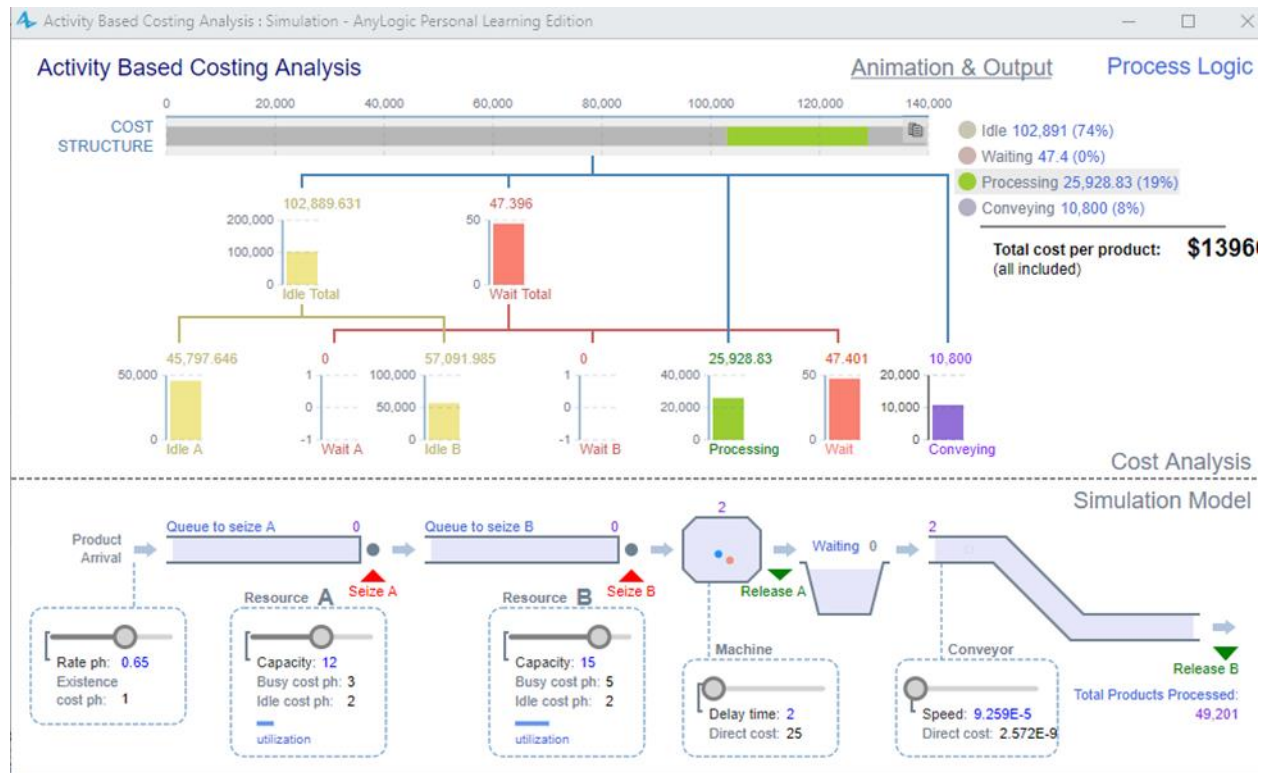 Activity Based Costing Analysis : Simulation - AnyLogic Personal Learning Edition
Activity Based Costing Analysis
Animation & Output
Process Logic
0 20,000 40,000 60,000 80,000 100,000 120,000 140,000
COST
STRUCTURE
Idle 102,891 (74%)
Waiting 47.4 (0%)
Processing 25,928.83 (19%)
Conveying 10,800 (8%)
Total cost per product: $1396
(all included)
102,889.631
200,000
100,000
0
Idle Total
47.396
50
0
Wait Total
45,797.646
50,000
0
Idle A
0
1
0
-1
Wait A
57,091.985
100,000
50,000
0
Idle B
0
1
0
-1
Wait B
25,928.83
40,000
20,000
0
Processing
47.401
50
0
Wait
10,800
20,000
10,000
0
Conveying
Cost Analysis
Simulation Model
Product
Arrival
Queue to seize A 0
Seize A
Queue to seize B 0
Seize B
2
Release A
Waiting 0
2
Release B
Rate ph: 0.65
Existence
cost ph: 1
Resource A
Capacity: 12
Busy cost ph: 3
Idle cost ph: 2
utilization
Resource B
Capacity: 15
Busy cost ph: 5
Idle cost ph: 2
utilization
Machine
Delay time: 2
Direct cost: 25
Conveyor
Speed: 9.259E-5
Direct cost: 2.572E-9
Total Products Processed:
49,201